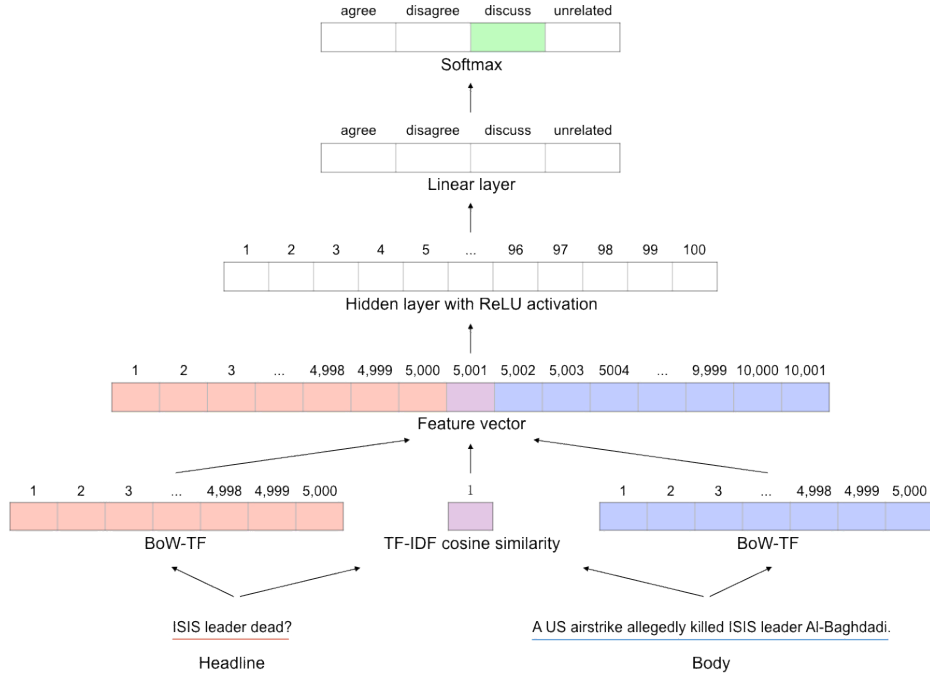 agree disagree discuss unrelated
Softmax
agree disagree discuss unrelated
Linear layer
1 2 3 4 5 ... 96 97 98 99 100
Hidden layer with ReLU activation
1 2 3 ... 4,998 4,999 5,000 5,001 5,002 5,003 5004 ... 9,999 10,000 10,001
Feature vector
1 2 3 ... 4,998 4,999 5,000 1 1 2 3 ... 4,998 4,999 5,000
BoW-TF TF-IDF cosine similarity BoW-TF
ISIS leader dead? A US airstrike allegedly killed ISIS leader Al-Baghdadi.
Headline Body